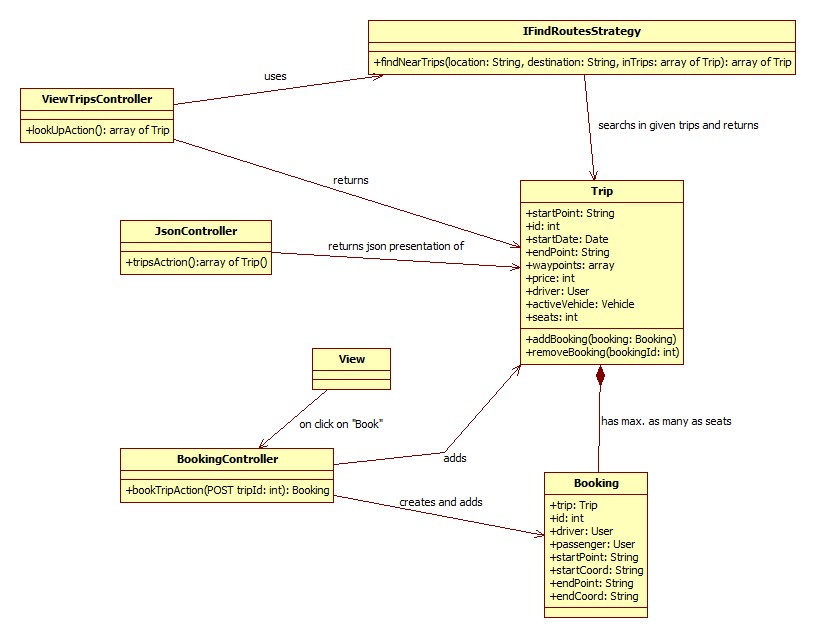 IFindRoutesStrategy
+findNearTrips(location: String, destination: String, inTrips: array of Trip): array of Trip
uses
ViewTripsController
+lookUpAction(): array of Trip
searchs in given trips and returns
returns
Trip
+startPoint: String
+id: int
+startDate: Date
+endPoint: String
+waypoints: array
+price: int
+driver: User
+activeVehicle: Vehicle
+seats: int
+addBooking(booking: Booking)
+removeBooking(bookingId: int)
JsonController
+tripsActrion():array of Trip()
returns json presentation of
View
on click on "Book"
has max. as many as seats
BookingController
+bookTripAction(POST tripId: int): Booking
adds
creates and adds
Booking
+trip: Trip
+id: int
+driver: User
+passenger: User
+startPoint: String
+startCoord: String
+endPoint: String
+endCoord: String